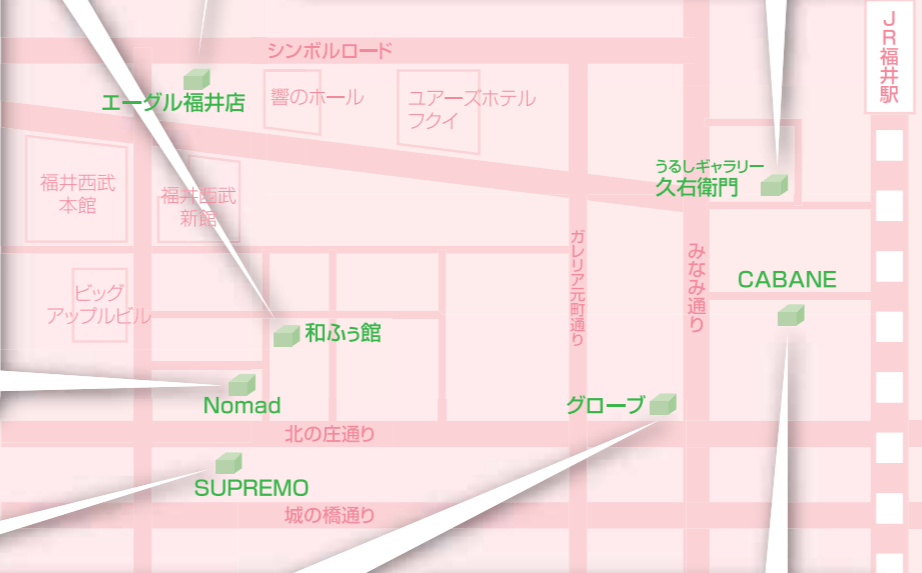 JR福井駅
シンボルロード
エーグル福井店
響のホール
ユアーズホテル
フクイ
うるしギャラリー
久右衛門
福井西武
本館
福井西武
新館
ガレリア元町通り
みなみ通り
CABANE
ビッグ
アップルビル
和ふぅ館
Nomad
グローブ
北の庄通り
SUPREMO
城の橋通り